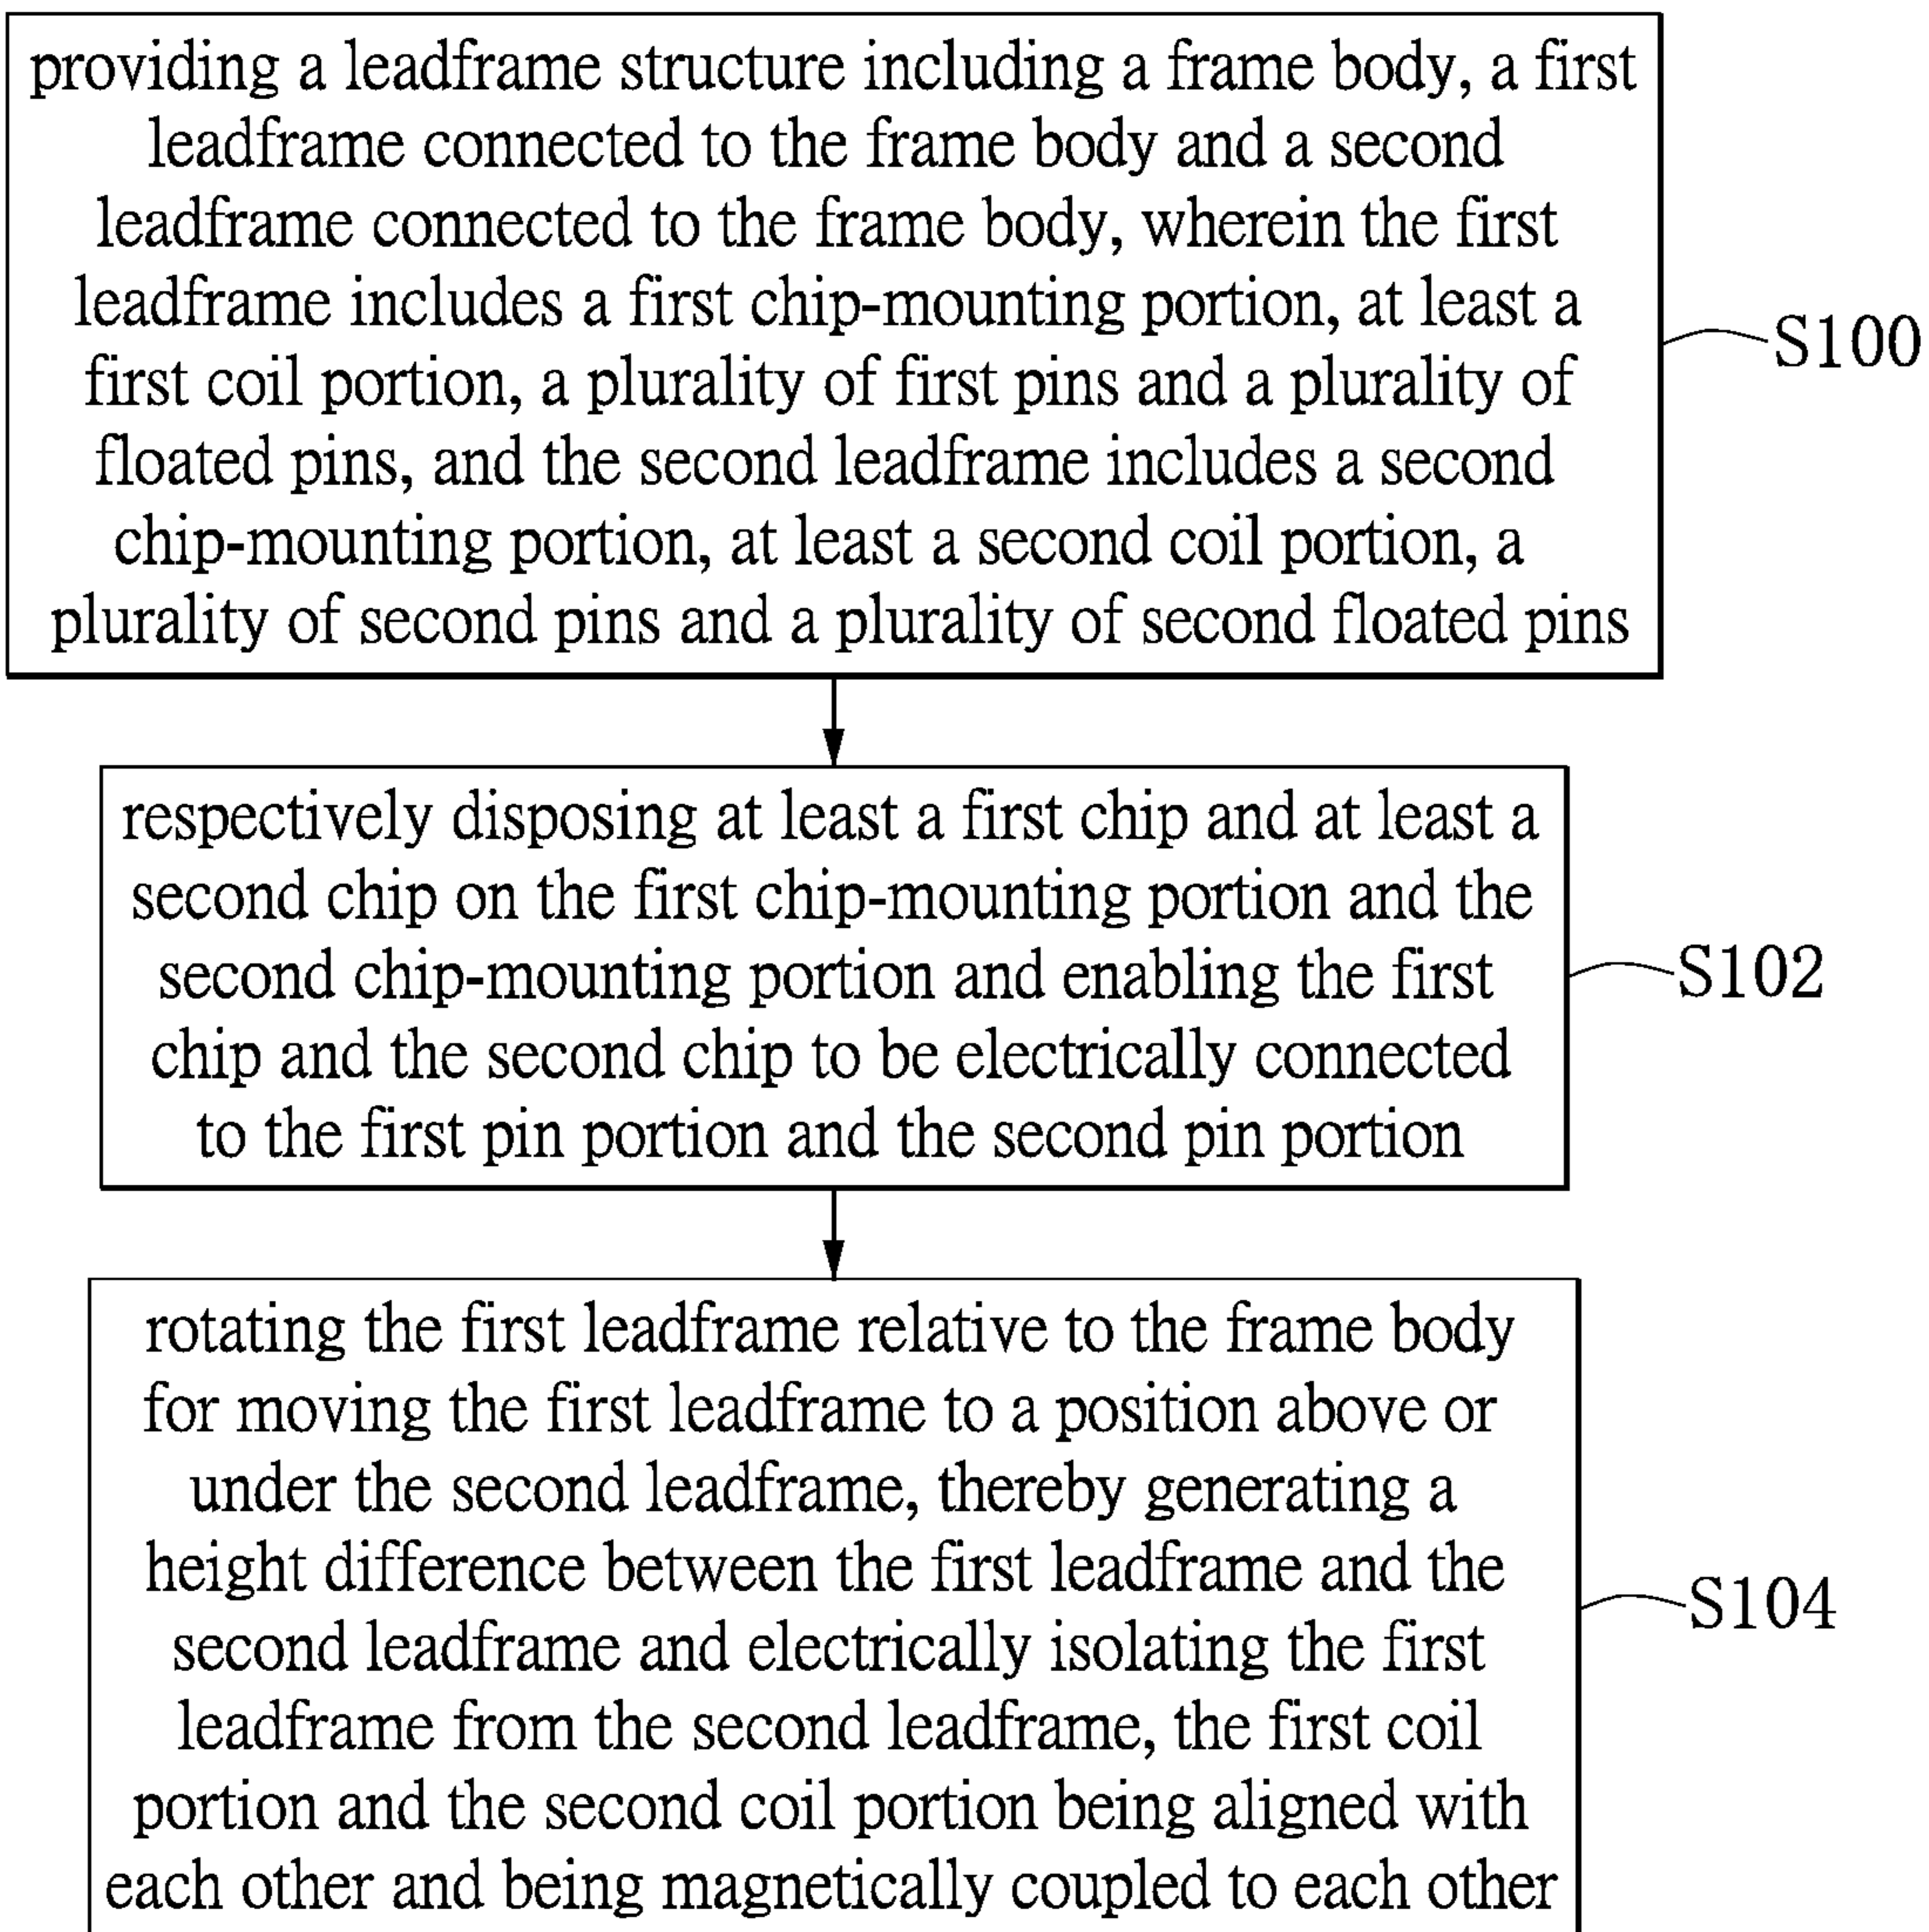 providing a leadframe structure including a frame body, a first
leadframe connected to the frame body and a second
leadframe connected to the frame body, wherein the first
leadframe includes a first chip-mounting portion, at least a
first coil portion, a plurality of first pins and a plurality of
floated pins, and the second leadframe includes a second
chip-mounting portion, at least a second coil portion, a
plurality of second pins and a plurality of second floated pins
S100
respectively disposing at least a first chip and at least a
second chip on the first chip-mounting portion and the
second chip-mounting portion and enabling the first
chip and the second chip to be electrically connected
to the first pin portion and the second pin portion
S102
rotating the first leadframe relative to the frame body
for moving the first leadframe to a position above or
under the second leadframe, thereby generating a
height difference between the first leadframe and the
second leadframe and electrically isolating the first
leadframe from the second leadframe, the first coil
portion and the second coil portion being aligned with
each other and being magnetically coupled to each other
S104